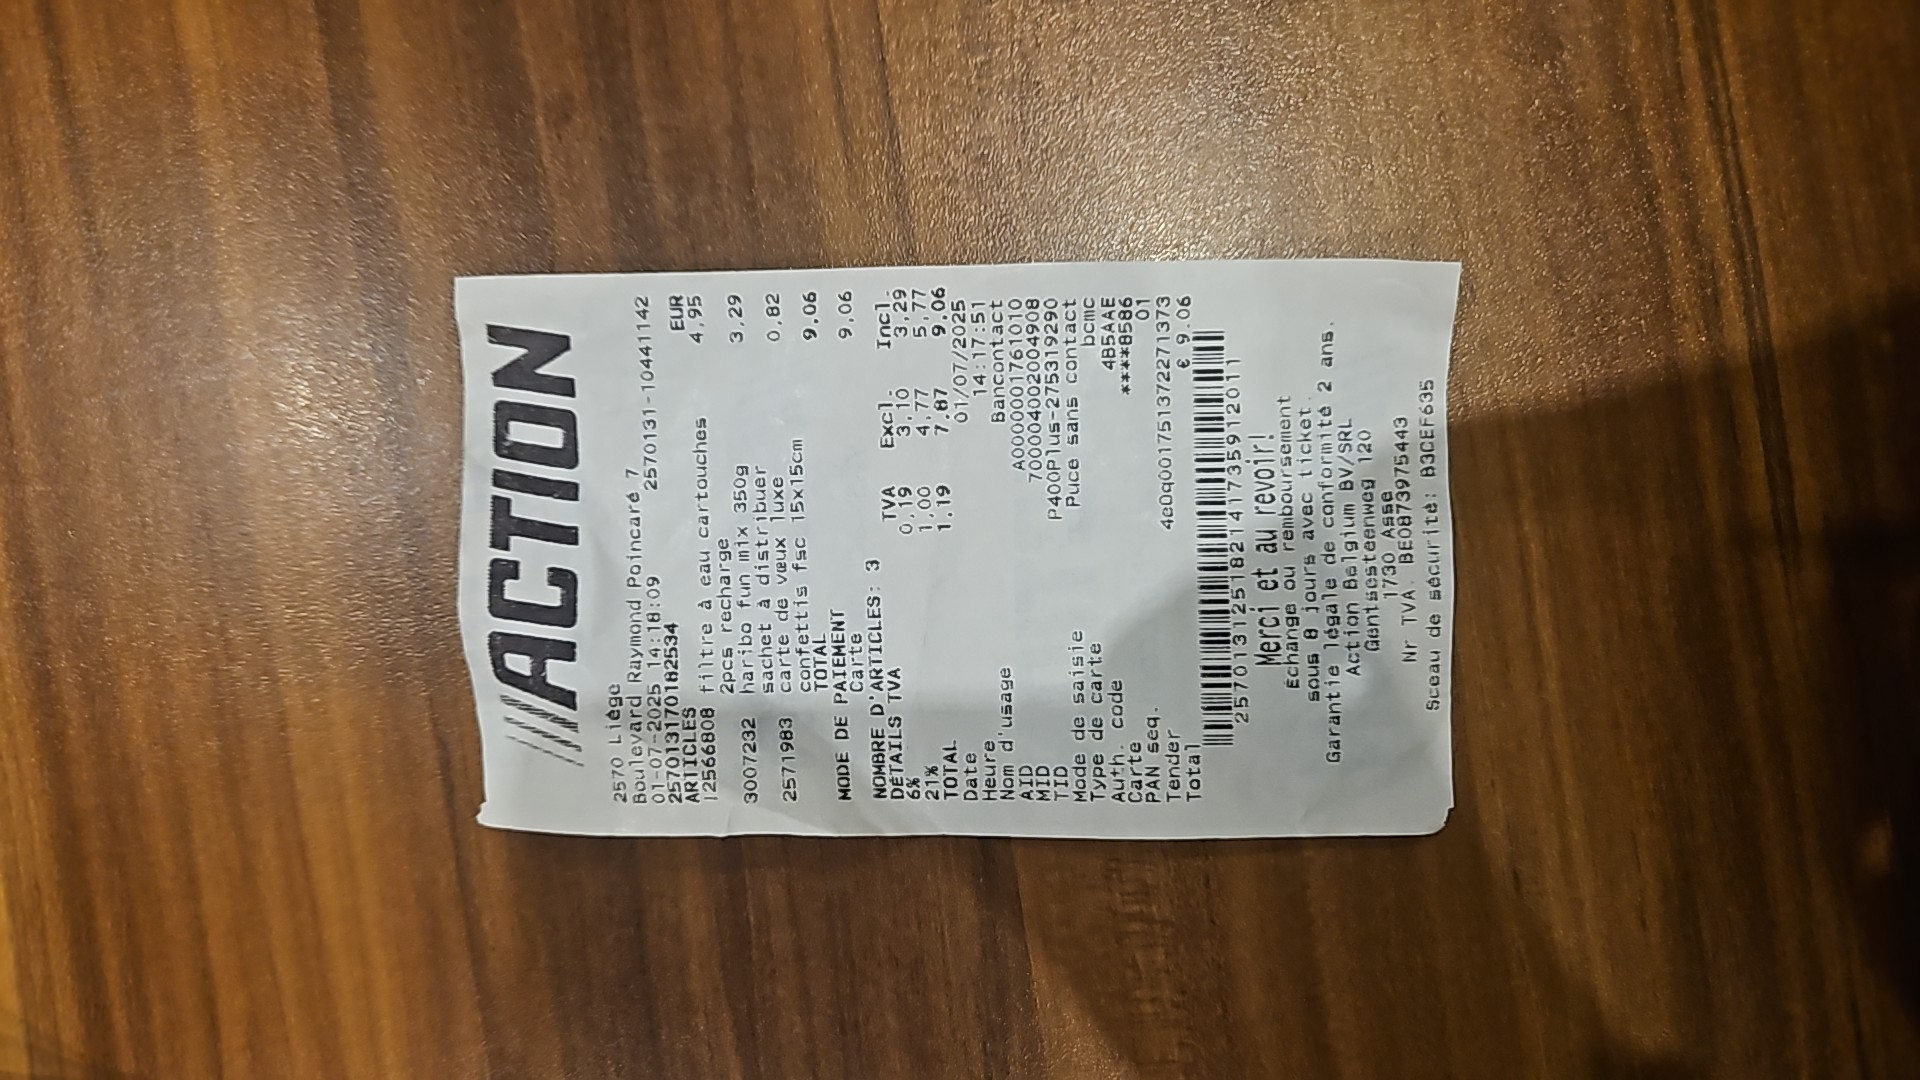 ACTION
2570 Liège
Boulevard Raymond Poincaré 7
01-07-2025 14:18:09 2570131-10441142
257013170182534
ARTICLES EUR
12566808 filtre à eau cartouches 4,95
2pcs recharge
3007232 haribo fun mix 350g 3,29
sachet à distribuer
2571983 carte de vœux luxe 0,82
confettis fsc 15x15cm
TOTAL 9,06
MODE DE PAIEMENT
Carte 9,06
NOMBRE D'ARTICLES: 3
DÉTAILS TVA TVA Excl. Incl.
6% 0,19 3,10 3,29
21% 1,00 4,77 5,77
TOTAL 1,19 7,87 9,06
Date 01/07/2025
Heure 14:17:51
Nom d'usage Bancontact
AID A0000001761010
MID 700004002004908
TID P400Plus-275319290
Mode de saisie Puce sans contact
Type de carte bcmc
Auth. code 4B5AAE
Carte ****8586
PAN seq. 01
Tender 4e0q001751372271373
Total € 9.06
257013125182141735912011
Merci et au revoir!
Échange ou remboursement
sous 8 jours avec ticket.
Garantie légale de conformité 2 ans.
Action Belgium BV/SRL
Gentsesteenweg 120
1730 Asse
Nr TVA. BE0873975443
Sceau de sécurité: B3CEF635